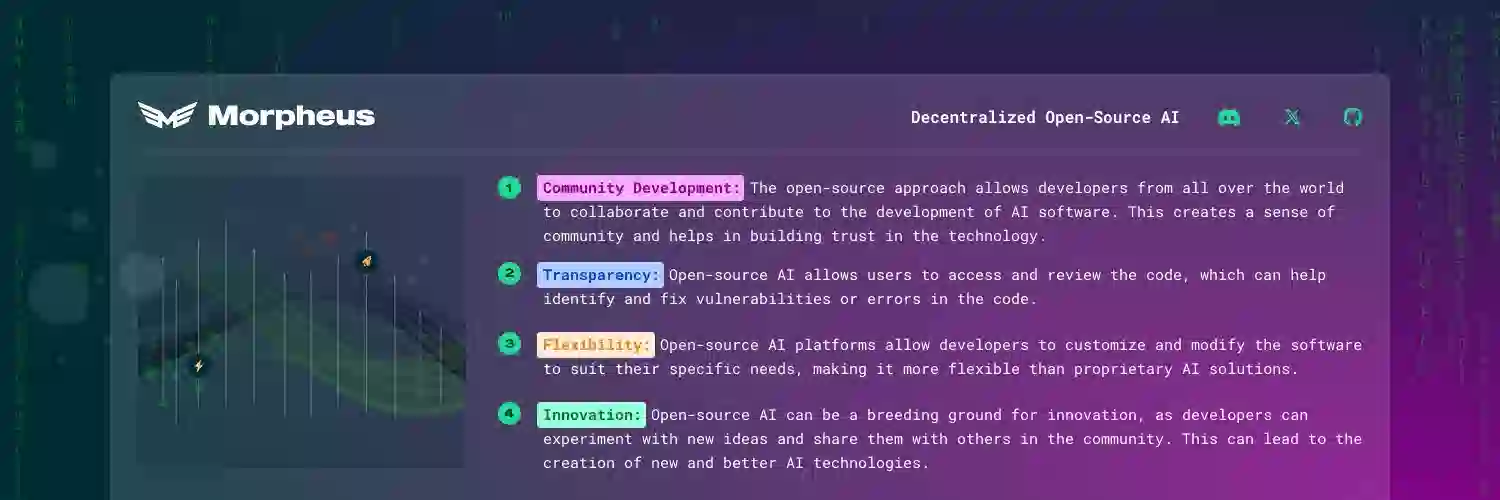 Morpheus
Decentralized Open-Source AI
1 Community Development: The open-source approach allows developers from all over the world
to collaborate and contribute to the development of AI software. This creates a sense of
community and helps in building trust in the technology.
2 Transparency: Open-source AI allows users to access and review the code, which can help
identify and fix vulnerabilities or errors in the code.
3 Flexibility: Open-source AI platforms allow developers to customize and modify the software
to suit their specific needs, making it more flexible than proprietary AI solutions.
4 Innovation: Open-source AI can be a breeding ground for innovation, as developers can
experiment with new ideas and share them with others in the community. This can lead to the
creation of new and better AI technologies.